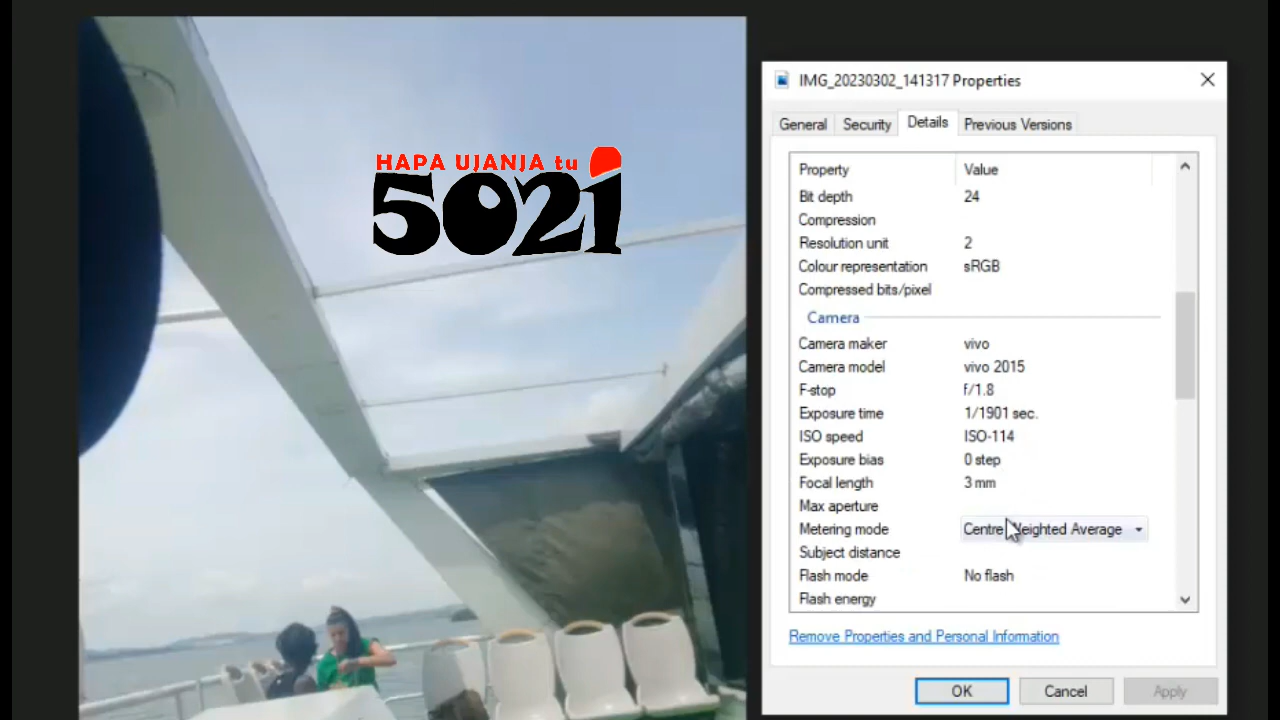 HAPA UJANJA tu
5021
IMG_20230302_141317 Properties
General Security Details Previous Versions
Property Value
Bit depth 24
Compression
Resolution unit 2
Colour representation sRGB
Compressed bits/pixel
Camera
Camera maker vivo
Camera model vivo 2015
F-stop f/1.8
Exposure time 1/1901 sec.
ISO speed ISO-114
Exposure bias 0 step
Focal length 3 mm
Max aperture
Metering mode Centre Weighted Average
Subject distance
Flash mode No flash
Flash energy
Remove Properties and Personal Information
OK Cancel Apply